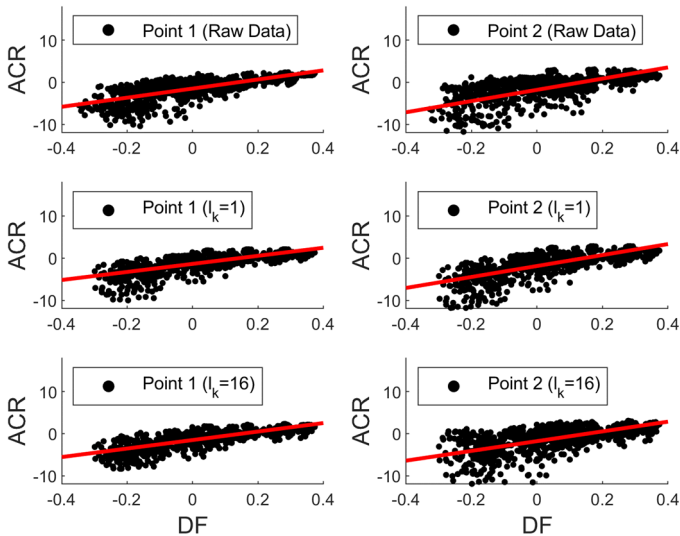 Point 1 (Raw Data)
ACR
10
0
-10
-0.4 -0.2 0 0.2 0.4
Point 2 (Raw Data)
ACR
10
0
-10
-0.4 -0.2 0 0.2 0.4
Point 1 (lk=1)
ACR
10
0
-10
-0.4 -0.2 0 0.2 0.4
Point 2 (lk=1)
ACR
10
0
-10
-0.4 -0.2 0 0.2 0.4
Point 1 (lk=16)
ACR
10
0
-10
-0.4 -0.2 0 0.2 0.4
DF
Point 2 (lk=16)
ACR
10
0
-10
-0.4 -0.2 0 0.2 0.4
DF